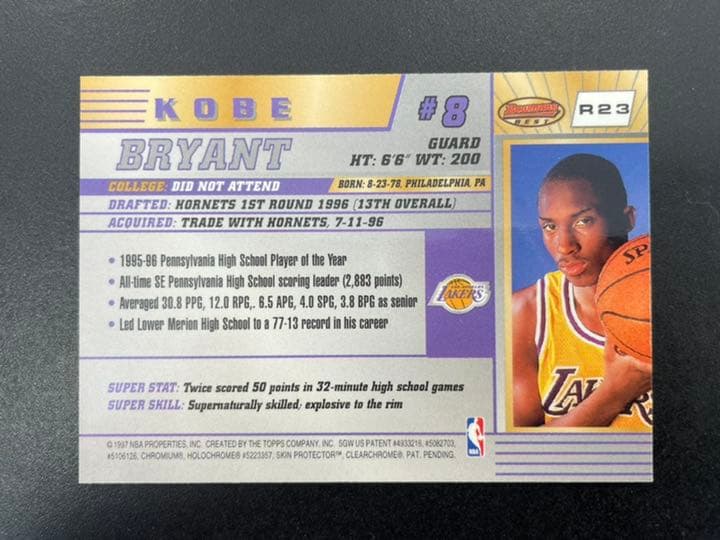 KOBE
BRYANT
#8
GUARD
HT: 6'6" WT: 200
COLLEGE: DID NOT ATTEND
BORN: 8-23-78, PHILADELPHIA, PA
DRAFTED: HORNETS 1ST ROUND 1996 (13TH OVERALL)
ACQUIRED: TRADE WITH HORNETS, 7-11-96
• 1995-96 Pennsylvania High School Player of the Year
• All-time SE Pennsylvania High School scoring leader (2,883 points)
• Averaged 30.8 PPG, 12.0 RPG,. 6.5 APG, 4.0 SPG, 3.8 BPG as senior
• Led Lower Merion High School to a 77-13 record in his career
LAKERS
SUPER STAT: Twice scored 50 points in 32-minute high school games
SUPER SKILL: Supernaturally skilled; explosive to the rim
© 1997 NBA PROPERTIES, INC. CREATED BY THE TOPPS COMPANY, INC. SGW US PATENT #4933218, #5082703,
#5106126, CHROMIUM®, HOLOCHROME® #5223357; SKIN PROTECTOR™, CLEARCHROME®. PAT. PENDING.
NBA
Bowman's
BEST
R23
SP
LAKERS